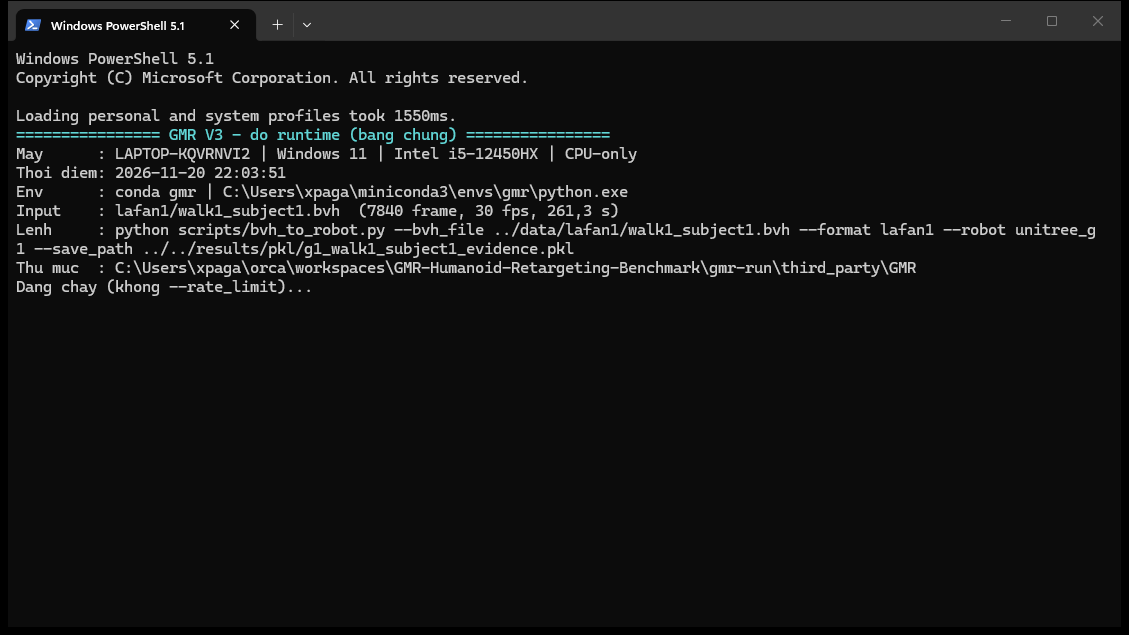 Windows PowerShell 5.1
Windows PowerShell 5.1
Copyright (C) Microsoft Corporation. All rights reserved.
Loading personal and system profiles took 1550ms.
================ GMR V3 - do runtime (bang chung) ================
May      : LAPTOP-KQVRNVI2 | Windows 11 | Intel i5-12450HX | CPU-only
Thoi diem: 2026-11-20 22:03:51
Env      : conda gmr | C:\Users\xpaga\miniconda3\envs\gmr\python.exe
Input    : lafan1/walk1_subject1.bvh  (7840 frame, 30 fps, 261,3 s)
Lenh     : python scripts/bvh_to_robot.py --bvh_file ../data/lafan1/walk1_subject1.bvh --format lafan1 --robot unitree_g
1 --save_path ../../results/pkl/g1_walk1_subject1_evidence.pkl
Thu muc  : C:\Users\xpaga\orca\workspaces\GMR-Humanoid-Retargeting-Benchmark\gmr-run\third_party\GMR
Dang chay (khong --rate_limit)...